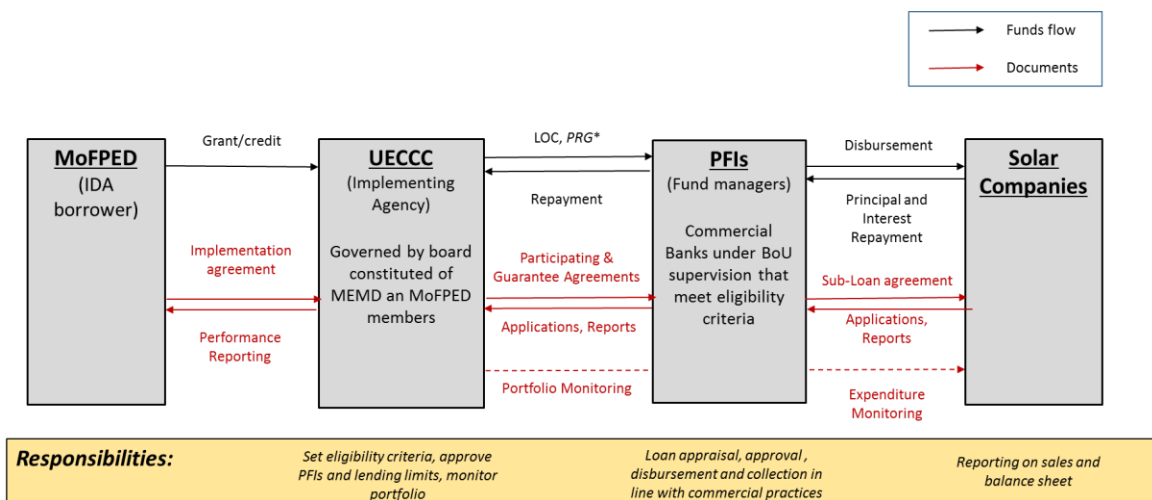 Funds flow
Documents
MoFPED
(IDA
borrower)
Grant/credit
Implementation
agreement
Performance
Reporting
UECCC
(Implementing
Agency)
Governed by board
constituted of
MEMD an MoFPED
members
LOC, PRG*
Repayment
Participating &
Guarantee Agreements
Applications, Reports
Portfolio Monitoring
PFIs
(Fund managers)
Commercial
Banks under BoU
supervision that
meet eligibility
criteria
Disbursement
Principal and
Interest
Repayment
Sub-Loan agreement
Applications,
Reports
Expenditure
Monitoring
Solar
Companies
Responsibilities:
Set eligibility criteria, approve
PFIs and lending limits, monitor
portfolio
Loan appraisal, approval ,
disbursement and collection in
line with commercial practices
Reporting on sales and
balance sheet